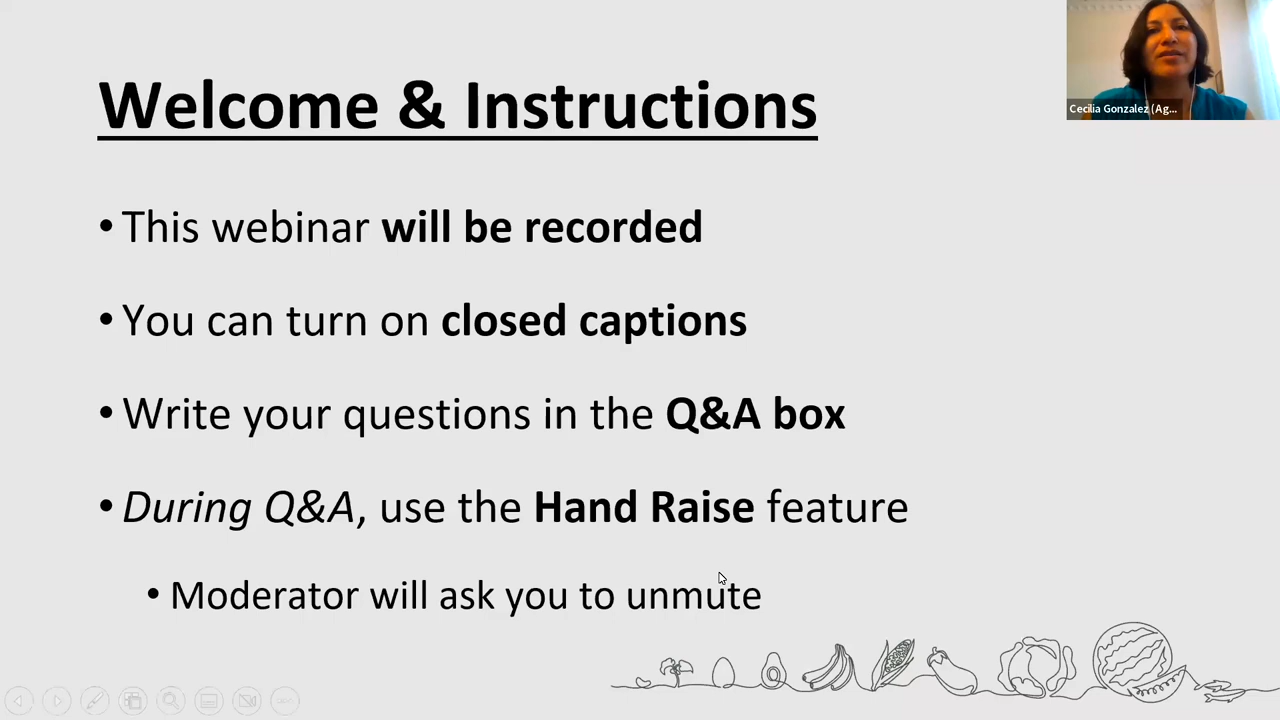 Welcome & Instructions
Cecilia Gonzalez (Ag...
• This webinar will be recorded
• You can turn on closed captions
• Write your questions in the Q&A box
• During Q&A, use the Hand Raise feature
• Moderator will ask you to unmute